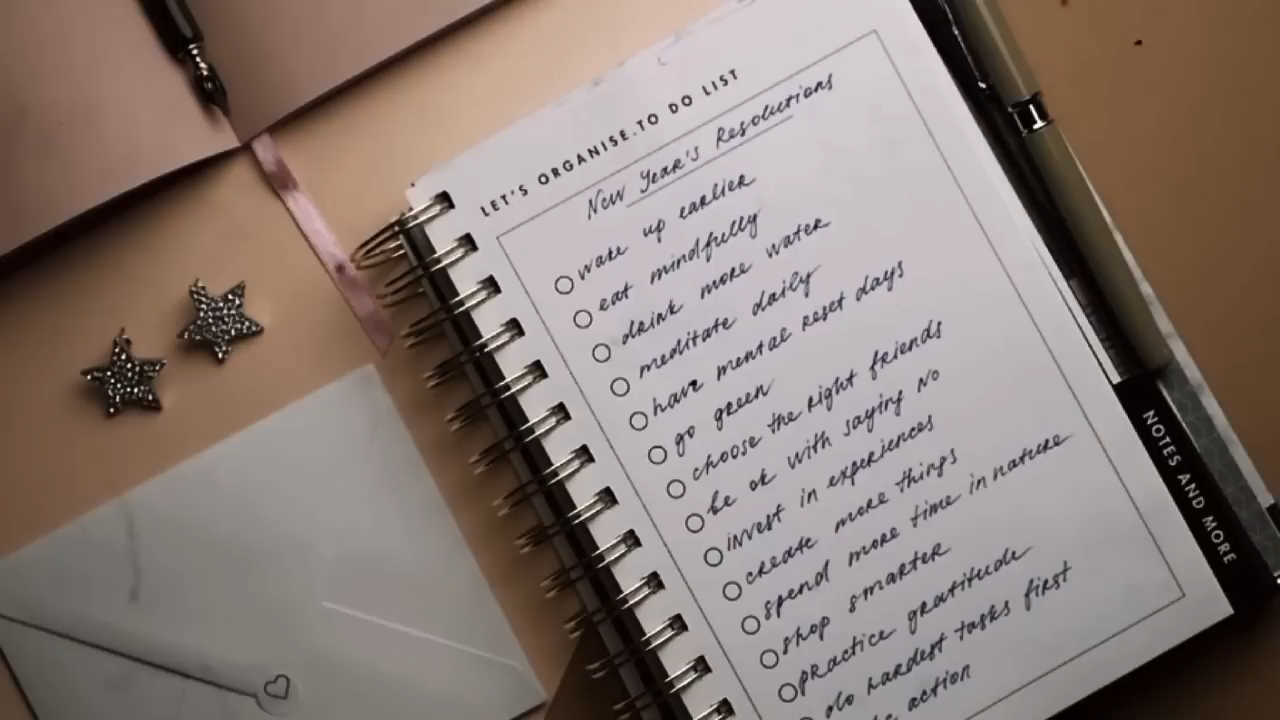 LET'S ORGANISE.TO DO LIST
New Year's Resolutions
wake up earlier
eat mindfully
drink more water
meditate daily
have mental reset days
go green
choose the right friends
be ok with saying NO
invest in experiences
create more things
spend more time in nature
shop smarter
practice gratitude
do hardest tasks first
action
NOTES AND MORE